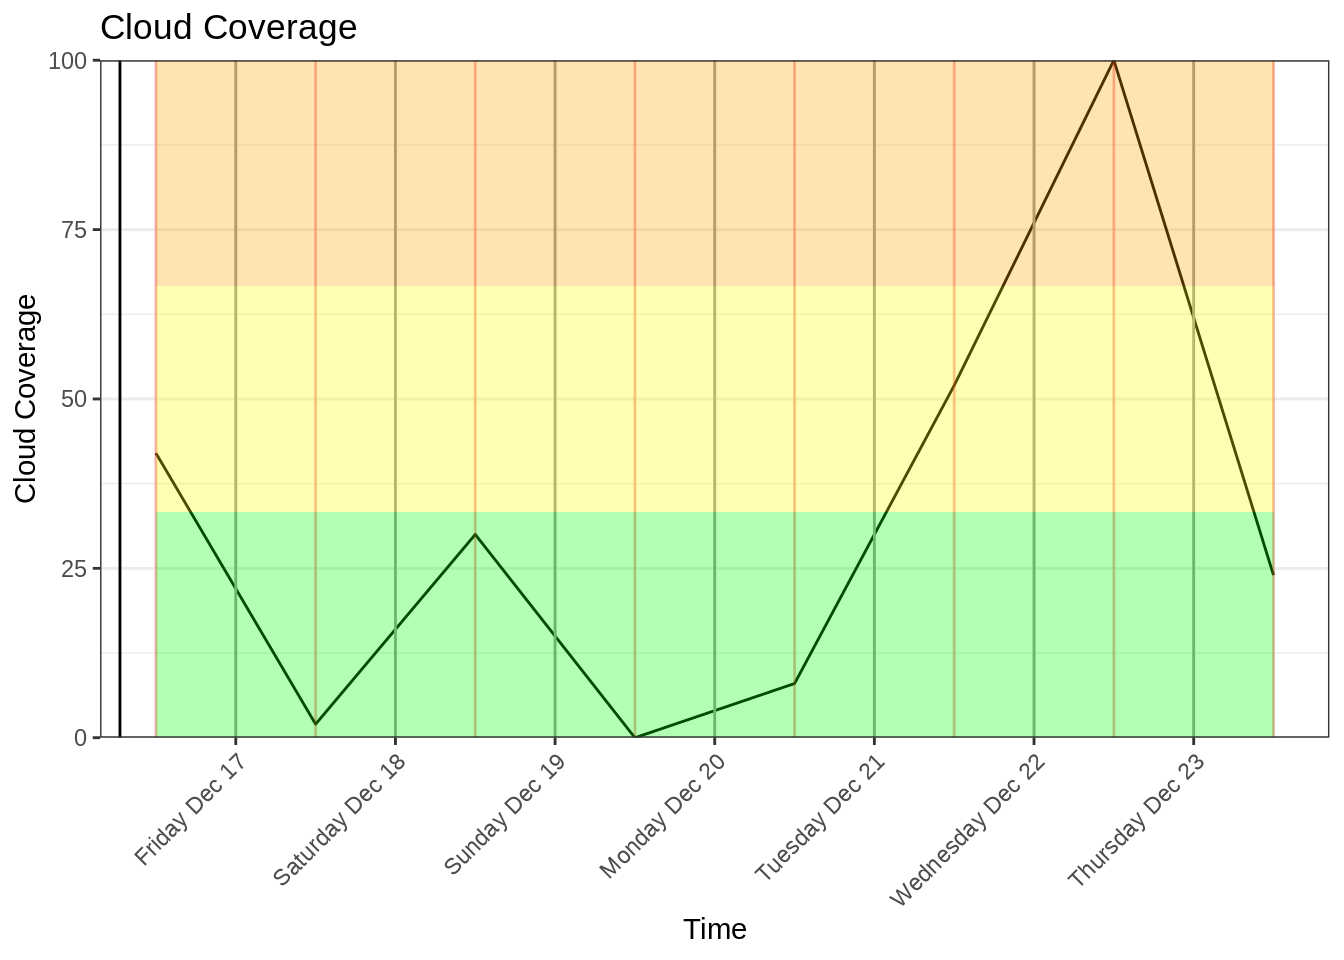 Cloud Coverage
100
75
50
25
0
Cloud Coverage
Friday Dec 17
Saturday Dec 18
Sunday Dec 19
Monday Dec 20
Tuesday Dec 21
Wednesday Dec 22
Thursday Dec 23
Time